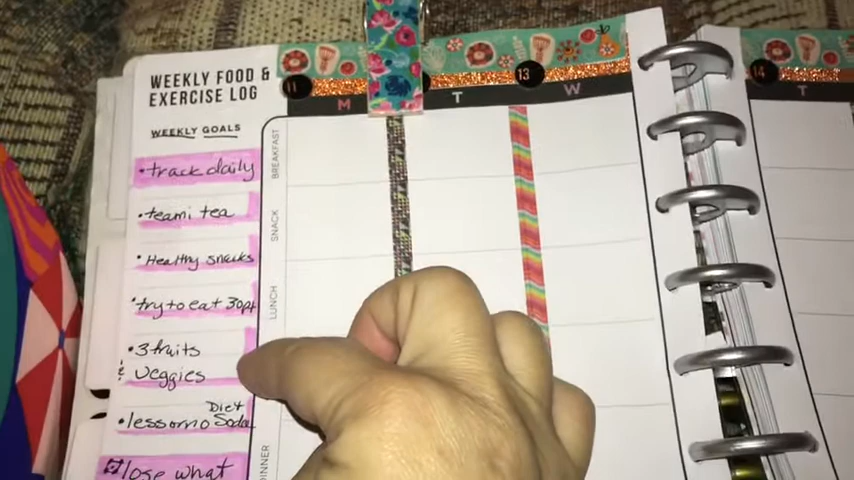 WEEKLY FOOD &
EXERCISE LOG
11
13
14
M
T
W
T
WEEKLY GOALS
• track daily
• teami tea
• Healthy snacks
• try to eat 30pt
• 3 fruits
& veggies
Diet
• less or no Soda
lose what
BREAKFAST
SNACK
LUNCH
DINNER